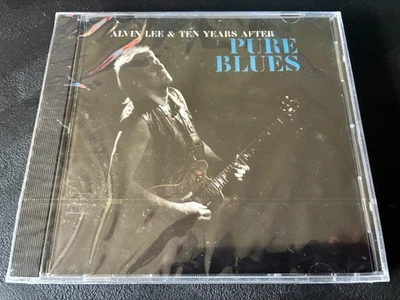 ALVIN LEE & TEN YEARS AFTER
PURE
BLUES